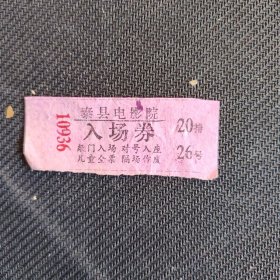 10936
泰县电影院
入场券
20排
26号
凭门入场 对号入座
儿童全票 隔场作废